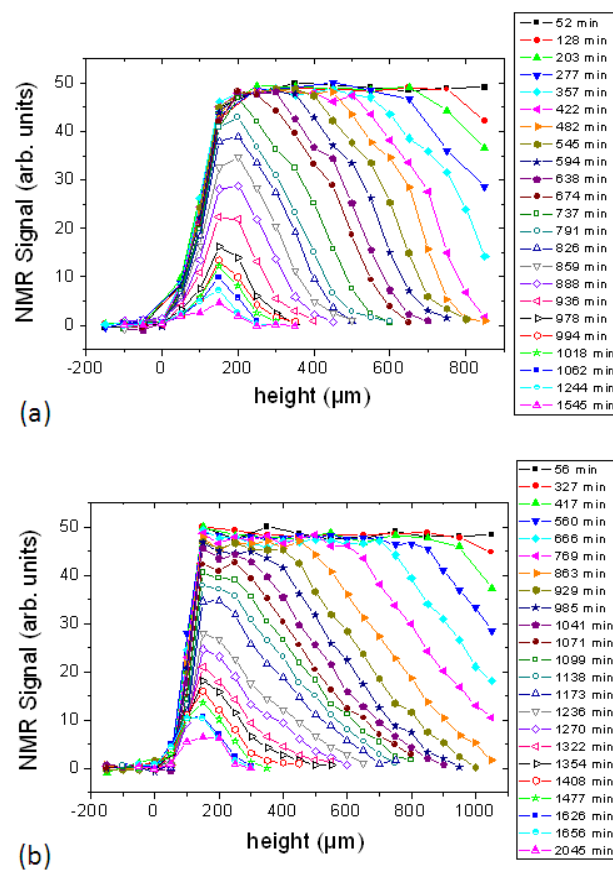 (a)
NMR Signal (arb. units)
50
40
30
20
10
0
-200
0
200
400
600
800
height (µm)
52 min
128 min
203 min
277 min
357 min
422 min
482 min
545 min
594 min
638 min
674 min
737 min
791 min
826 min
859 min
888 min
936 min
978 min
994 min
1018 min
1062 min
1244 min
1545 min
(b)
NMR Signal (arb. units)
50
40
30
20
10
0
-200
0
200
400
600
800
1000
height (µm)
56 min
327 min
417 min
560 min
666 min
769 min
863 min
929 min
985 min
1041 min
1071 min
1099 min
1138 min
1173 min
1236 min
1270 min
1322 min
1354 min
1408 min
1477 min
1626 min
1656 min
2045 min